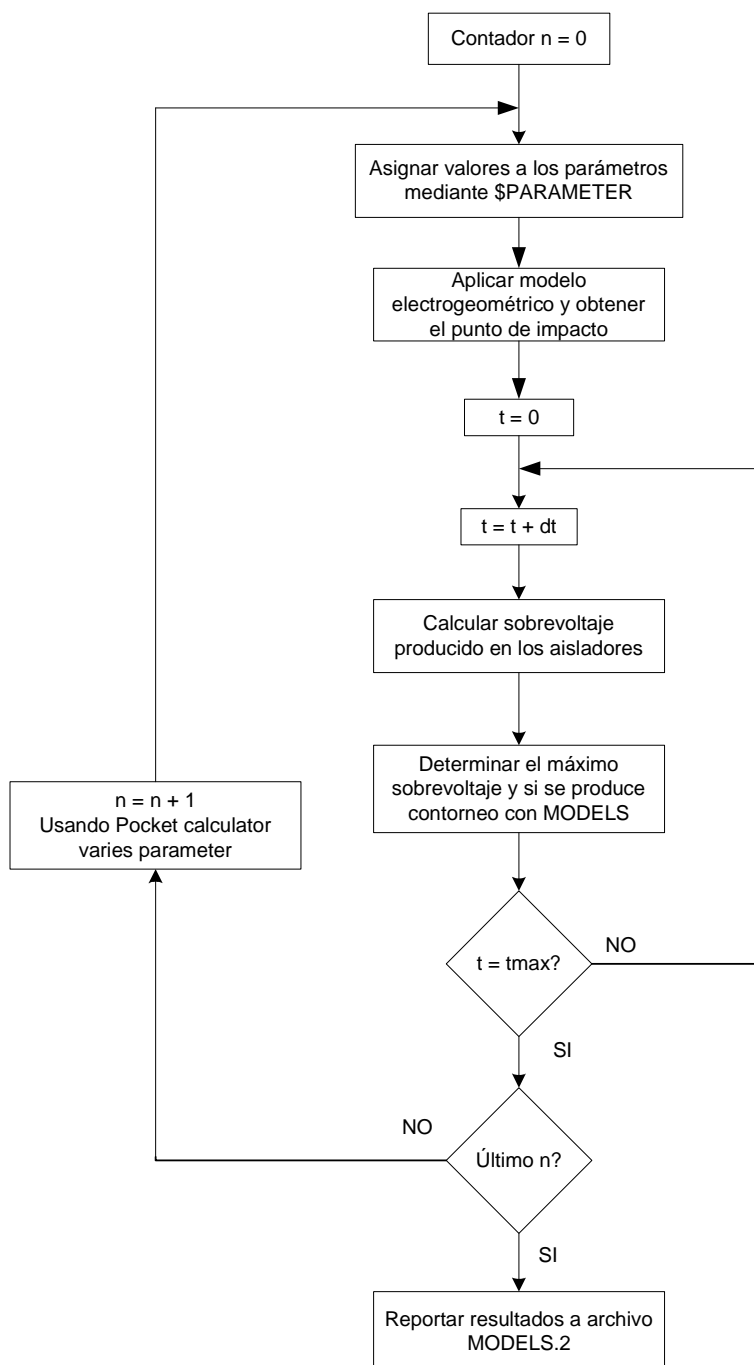 Contador n = 0
Asignar valores a los parámetros
mediante $PARAMETER
Aplicar modelo
electrogeométrico y obtener
el punto de impacto
t = 0
t = t + dt
Calcular sobrevoltaje
producido en los aisladores
Determinar el máximo
sobrevoltaje y si se produce
contorneo con MODELS
n = n + 1
Usando Pocket calculator
varies parameter
t = tmax?
NO
SI
NO
Último n?
SI
Reportar resultados a archivo
MODELS.2